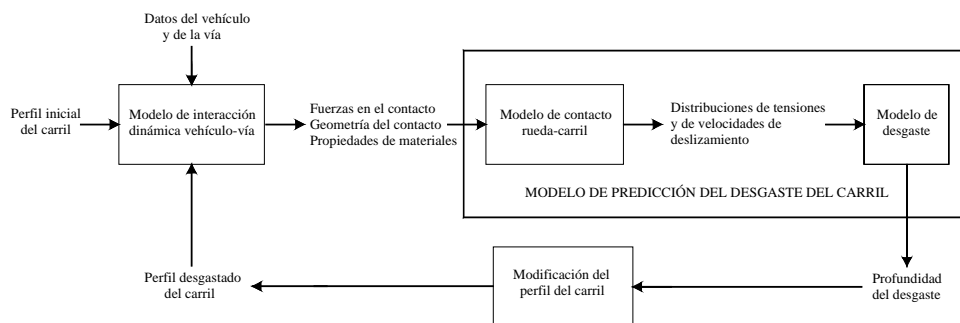 Datos del vehículo
y de la vía
Perfil inicial
del carril
Modelo de interacción
dinámica vehículo-vía
Fuerzas en el contacto
Geometría del contacto
Propiedades de materiales
Modelo de contacto
rueda-carril
Distribuciones de tensiones
y de velocidades de
deslizamiento
Modelo de
desgaste
MODELO DE PREDICCIÓN DEL DESGASTE DEL CARRIL
Perfil desgastado
del carril
Modificación del
perfil del carril
Profundidad
del desgaste